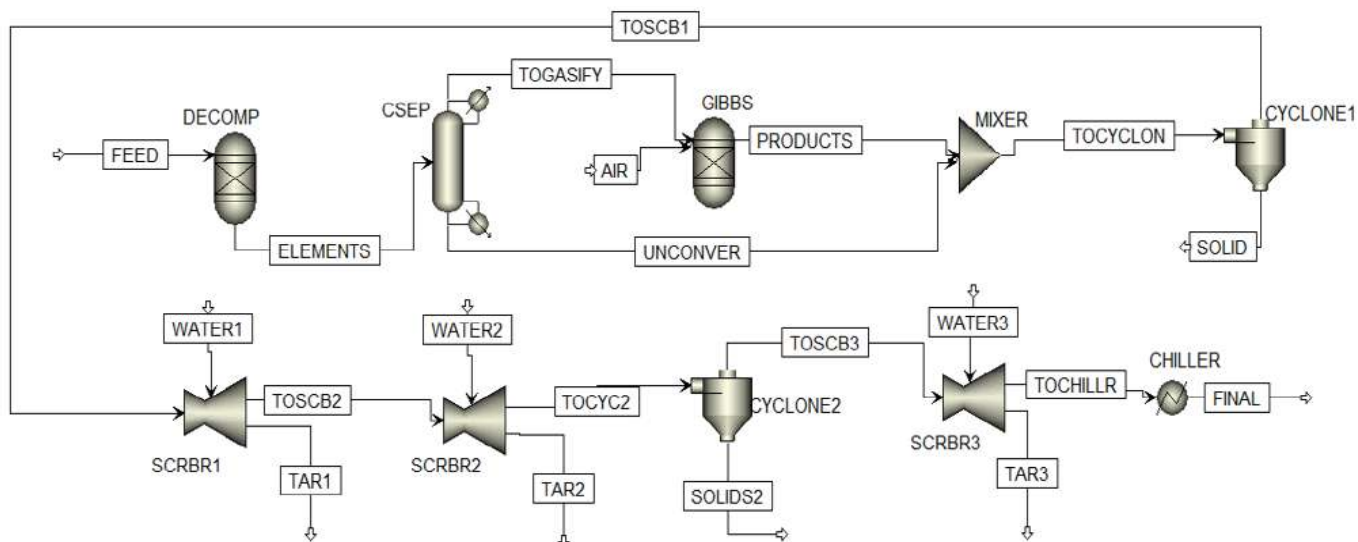 TOSCB1
TOGASIFY
CSEP
GIBBS
DECOMP
MIXER
CYCLONE1
FEED
PRODUCTS
TOCYCLON
AIR
ELEMENTS
UNCONVER
SOLID
WATER1
WATER2
WATER3
TOSCB3
CHILLER
TOSCB2
TOCYC2
TOCHILLR
FINAL
CYCLONE2
SCRBR1
SCRBR2
SCRBR3
TAR1
TAR2
SOLIDS2
TAR3